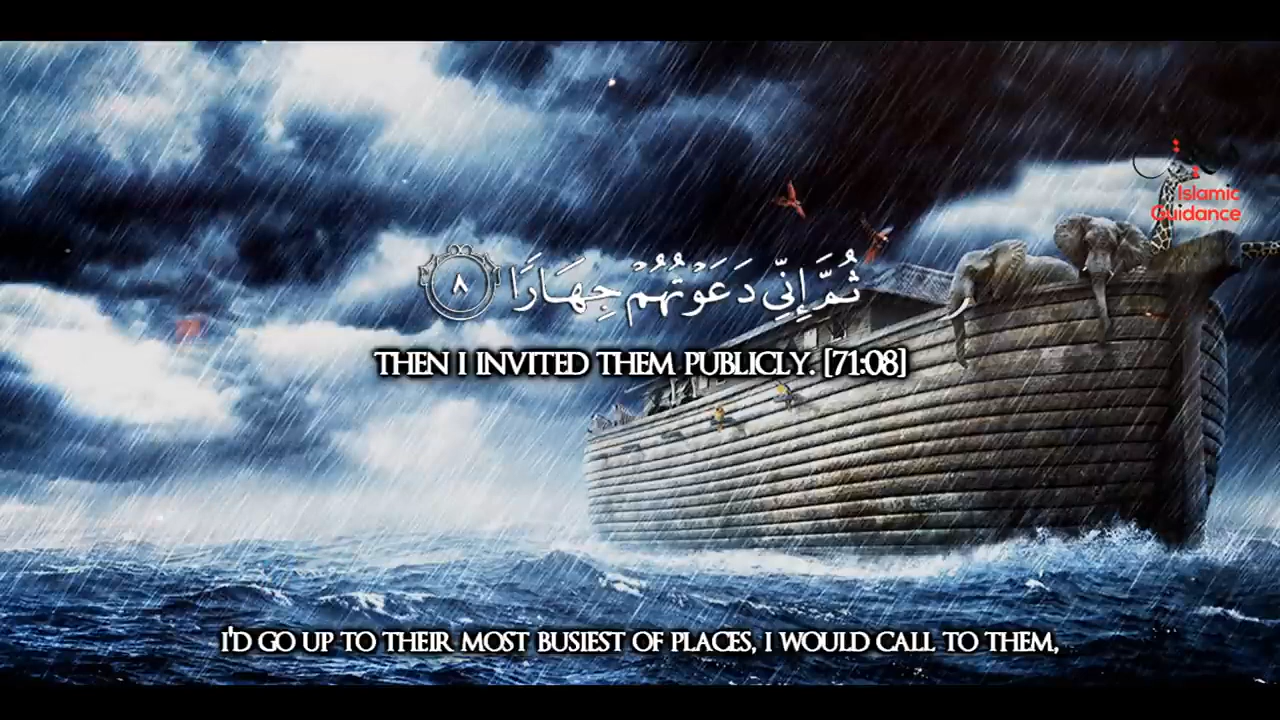 Islamic
Guidance
ثُمَّ إِنِّي دَعَوْتُهُمْ جِهَارًا ٨
THEN I INVITED THEM PUBLICLY. [71:08]
I'D GO UP TO THEIR MOST BUSIEST OF PLACES, I WOULD CALL TO THEM,